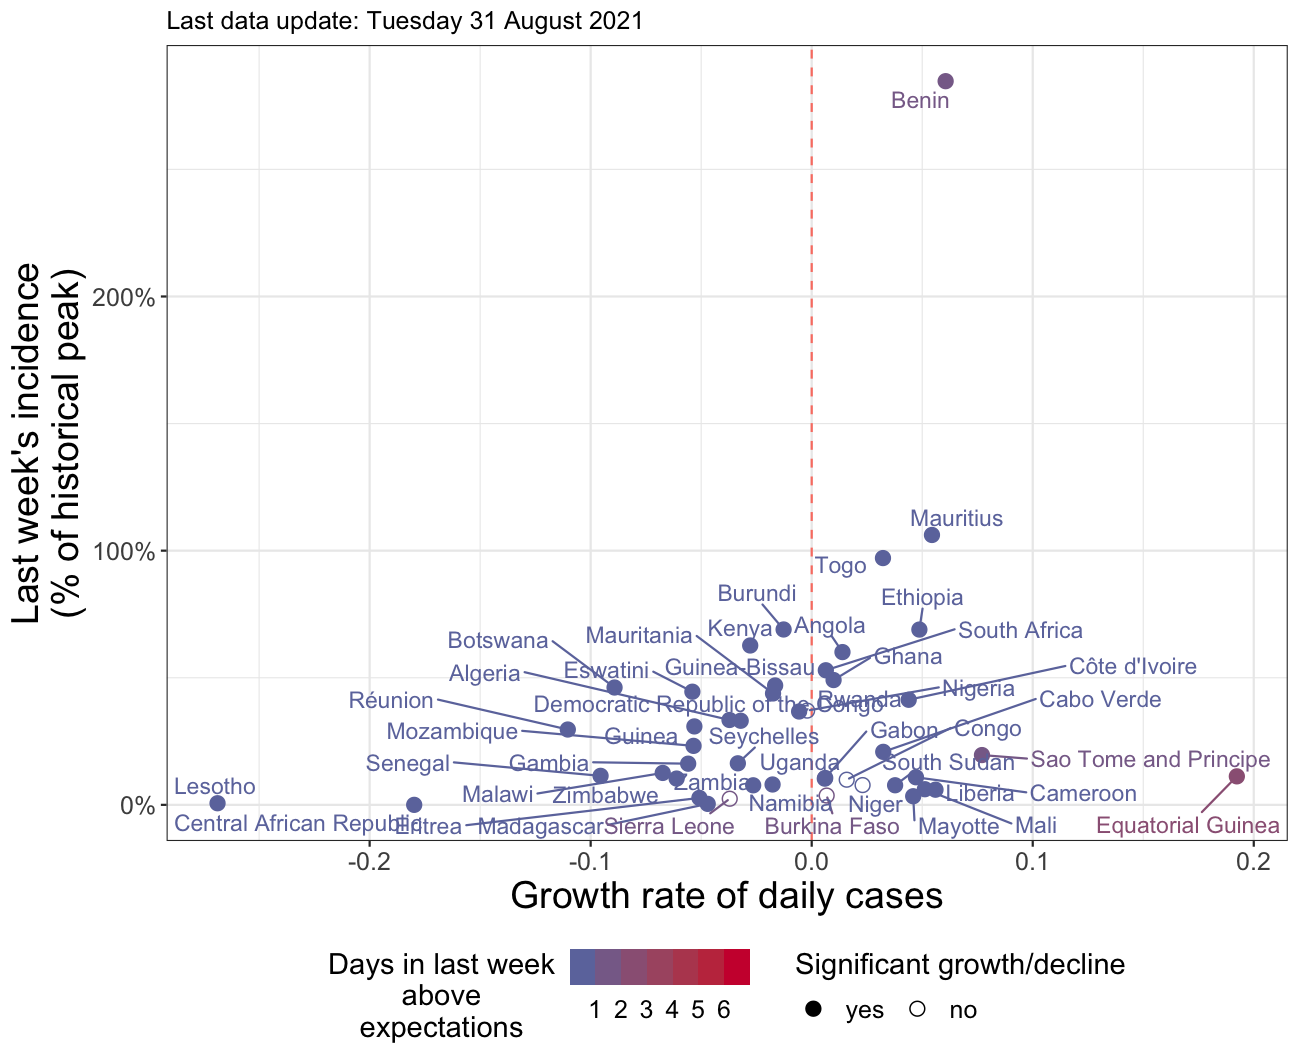 Last data update: Tuesday 31 August 2021
Last week's incidence
(% of historical peak)
200%
100%
0%
Benin
Mauritius
Togo
Burundi
Ethiopia
Kenya
Angola
Mauritania
South Africa
Botswana
Ghana
Guinea-Bissau
Côte d'Ivoire
Eswatini
Algeria
Nigeria
Réunion
Rwanda
Cabo Verde
Democratic Republic of the Congo
Mozambique
Guinea
Seychelles
Gabon
Congo
Senegal
Gambia
Uganda
South Sudan
Sao Tome and Principe
Lesotho
Malawi
Zimbabwe
Zambia
Namibia
Niger
Liberia
Cameroon
Central African Republic
Eritrea
Madagascar
Sierra Leone
Burkina Faso
Mayotte
Mali
Equatorial Guinea
-0.2 -0.1 0.0 0.1 0.2
Growth rate of daily cases
Days in last week
above
expectations
1 2 3 4 5 6
Significant growth/decline
yes no